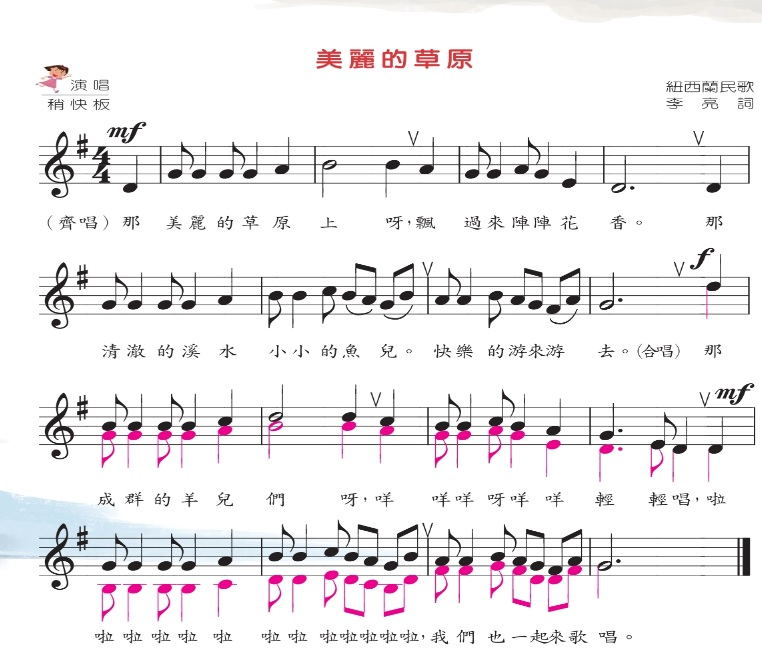 美麗的草原
演唱
稍快板
紐西蘭民歌
李亮 詞
mf
4
4
(齊唱)那 美麗的草原上 呀,飄 過來陣陣花香。 那
f
清澈的溪水 小小的魚兒。快樂的游來游去。(合唱)那
mf
成群的羊兒們 呀,咩 咩咩呀咩咩輕 輕唱,啦
啦啦啦啦啦 啦啦啦啦啦啦啦,我們也一起來歌唱。